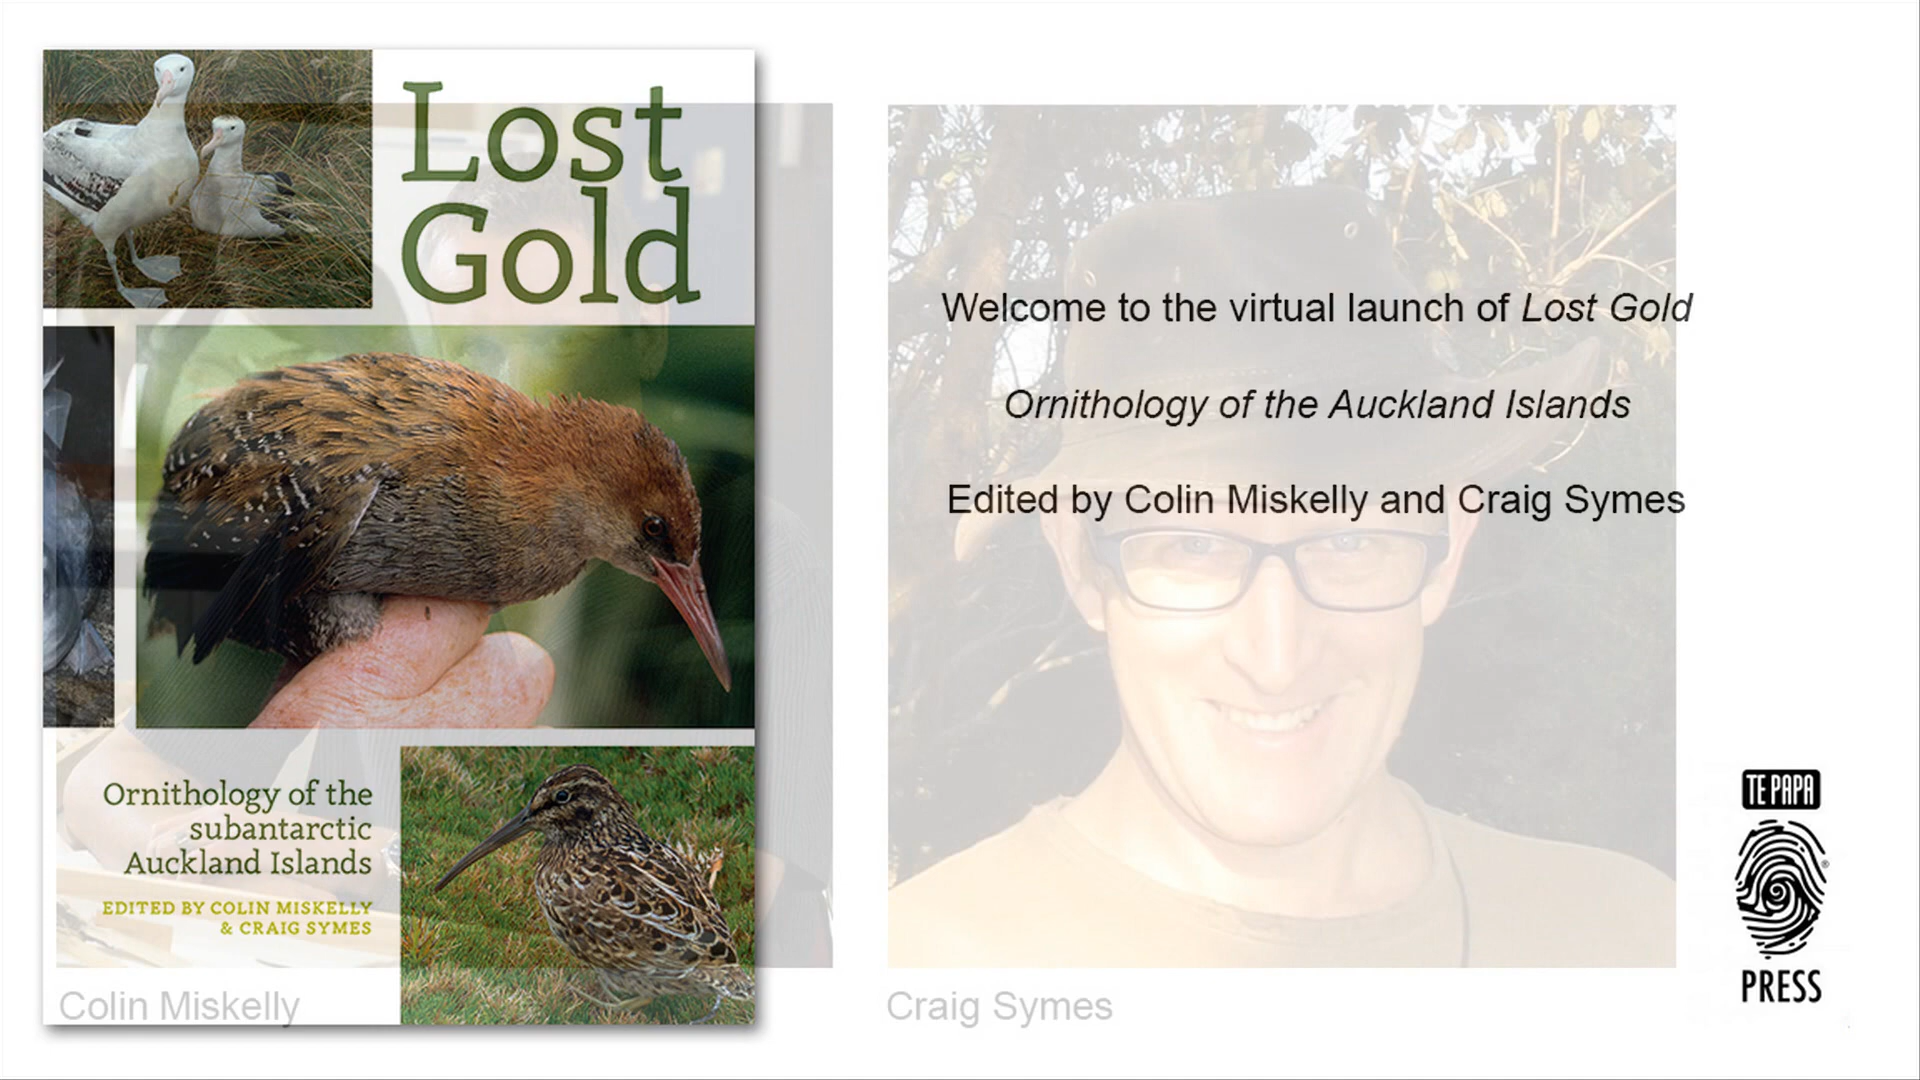 Lost
Gold
Ornithology of the
subantarctic
Auckland Islands
EDITED BY COLIN MISKELLY
& CRAIG SYMES
Colin Miskelly
Welcome to the virtual launch of Lost Gold
Ornithology of the Auckland Islands
Edited by Colin Miskelly and Craig Symes
Craig Symes
TE PAPA
®
PRESS